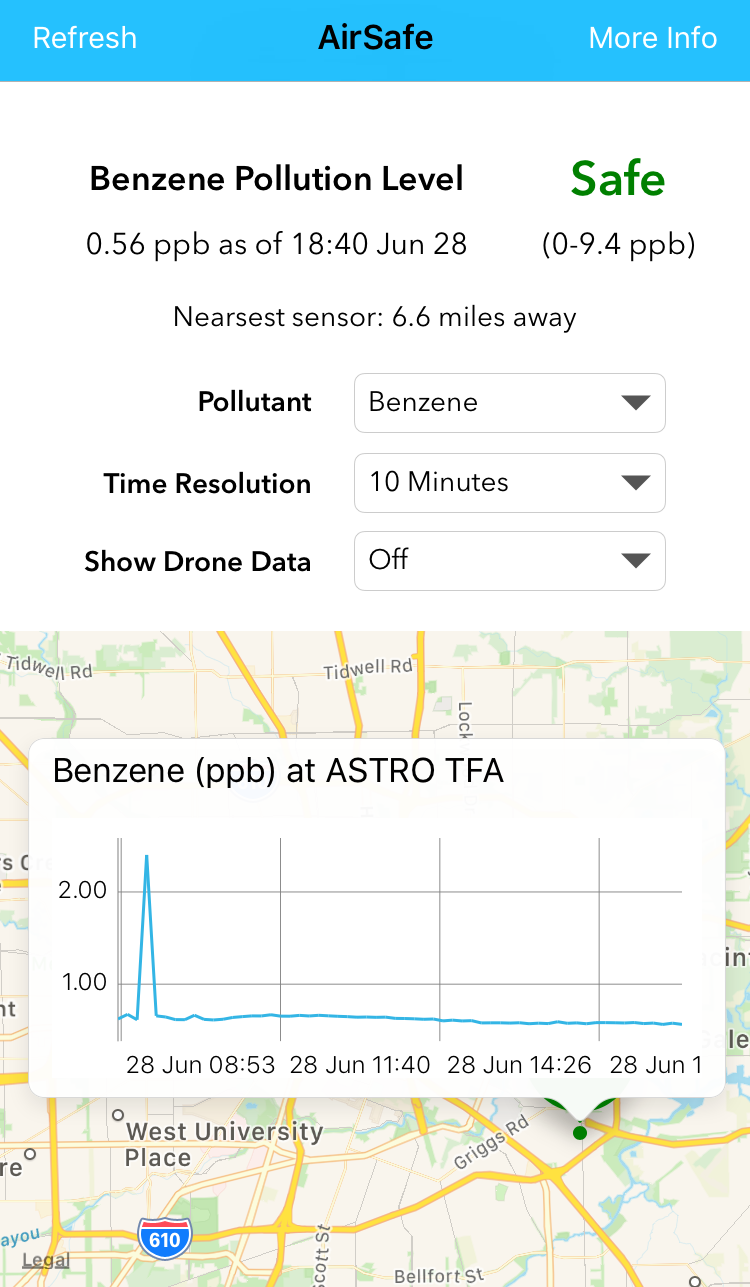 Refresh AirSafe More Info
Benzene Pollution Level Safe
0.56 ppb as of 18:40 Jun 28 (0-9.4 ppb)
Nearsest sensor: 6.6 miles away
Pollutant Benzene
Time Resolution 10 Minutes
Show Drone Data Off
Tidwell Rd
Tidwell Rd
Lock
Benzene (ppb) at ASTRO TFA
2.00
1.00
28 Jun 08:53 28 Jun 11:40 28 Jun 14:26 28 Jun 1
West University
Place
Griggs Rd
610
ayou
Legal
cott St
Bellfort St